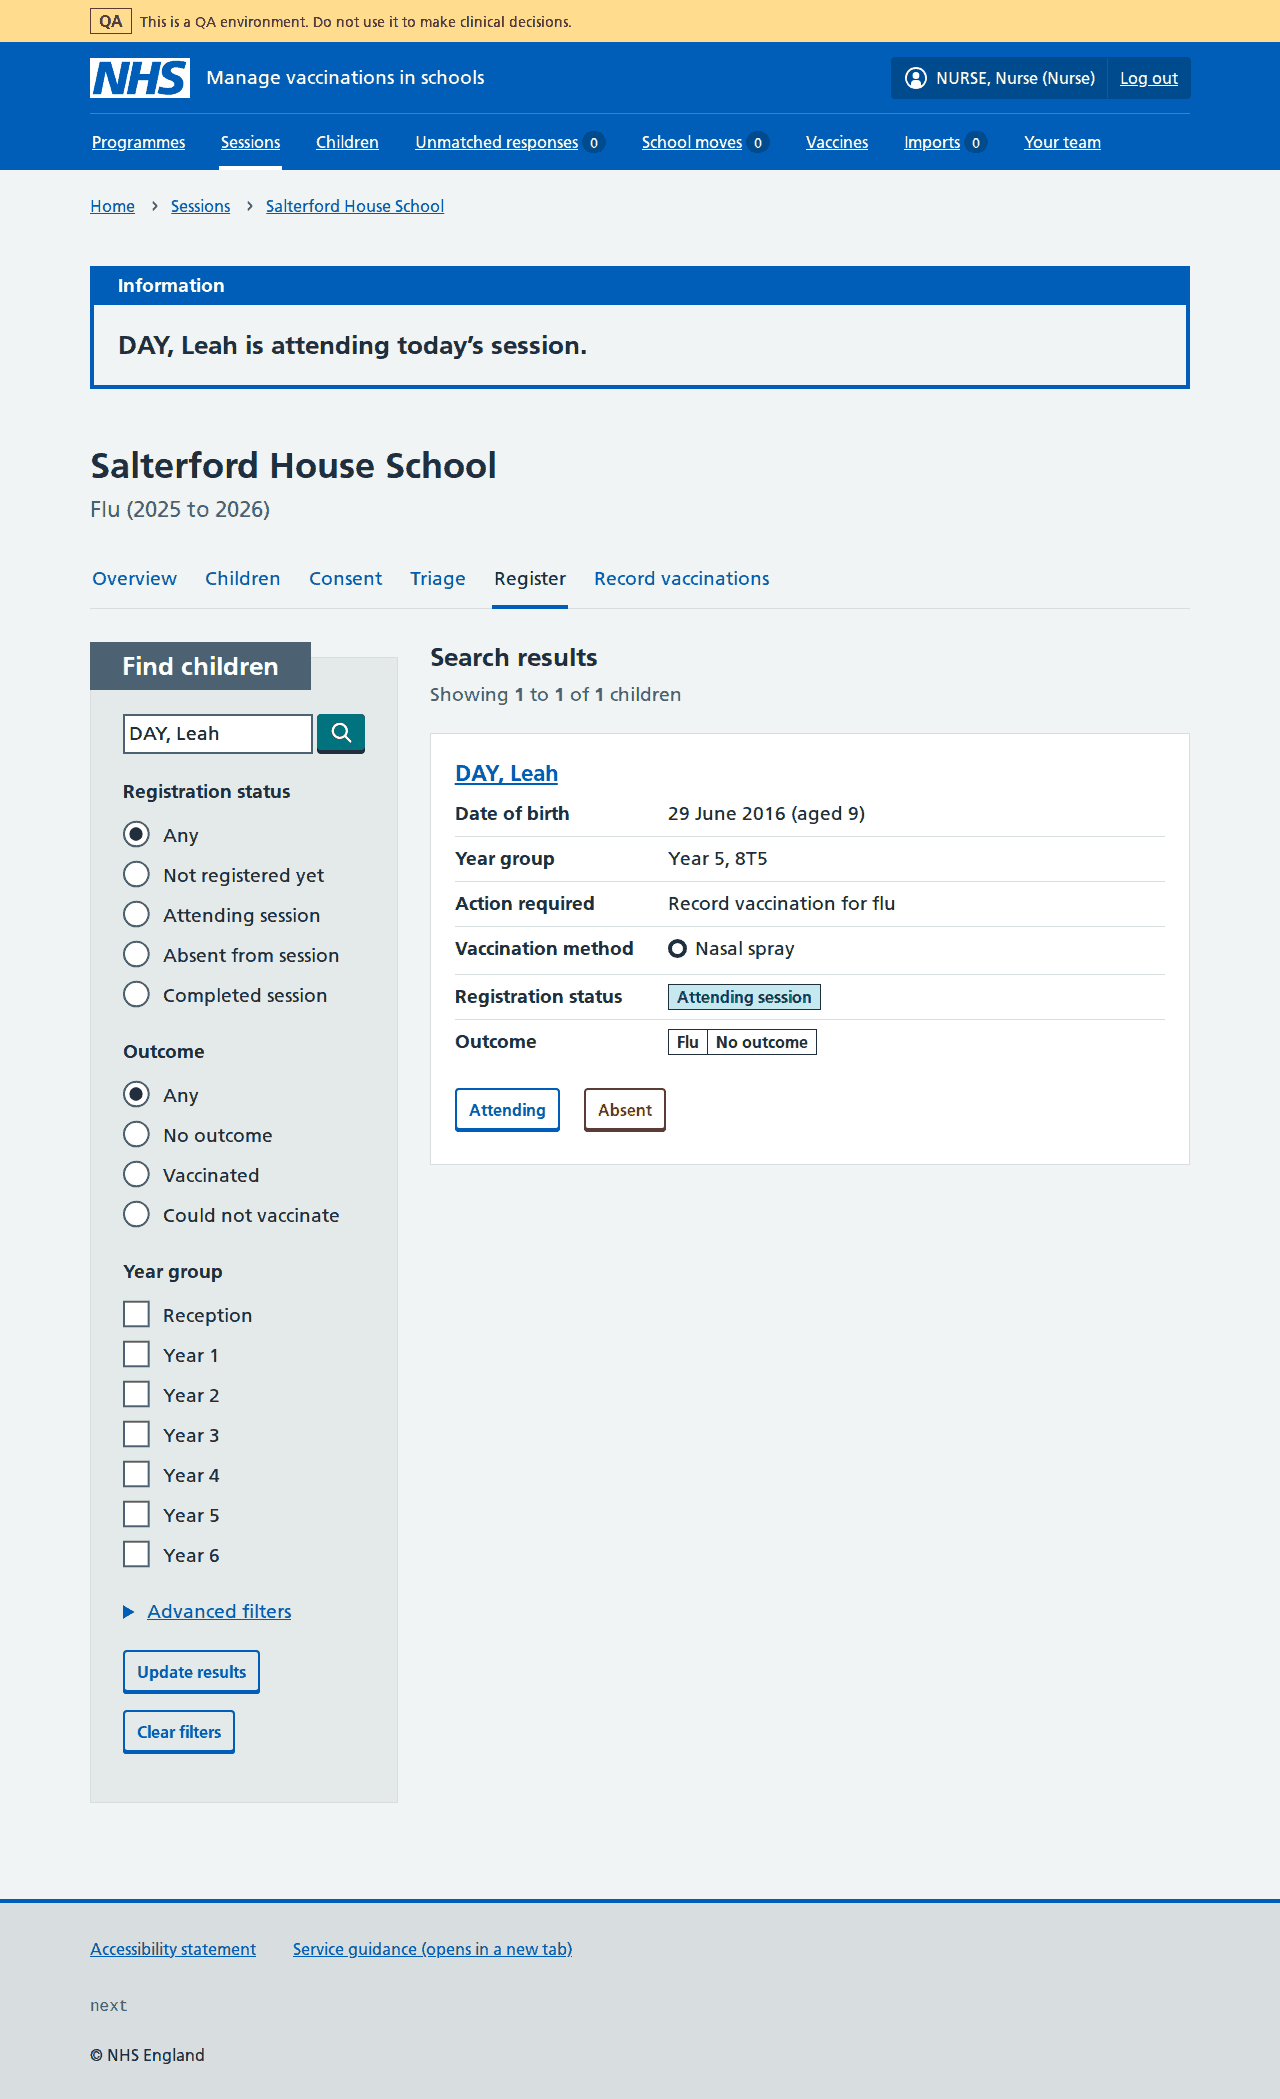 QA This is a QA environment. Do not use it to make clinical decisions.
NHS Manage vaccinations in schools NURSE, Nurse (Nurse) Log out
Programmes Sessions Children Unmatched responses 0 School moves 0 Vaccines Imports 0 Your team
Home Sessions Salterford House School
Information
DAY, Leah is attending today’s session.
Salterford House School
Flu (2025 to 2026)
Overview Children Consent Triage Register Record vaccinations
Find children
DAY, Leah
Registration status
Any
Not registered yet
Attending session
Absent from session
Completed session
Outcome
Any
No outcome
Vaccinated
Could not vaccinate
Year group
Reception
Year 1
Year 2
Year 3
Year 4
Year 5
Year 6
Advanced filters
Update results
Clear filters
Search results
Showing 1 to 1 of 1 children
DAY, Leah
Date of birth 29 June 2016 (aged 9)
Year group Year 5, 8T5
Action required Record vaccination for flu
Vaccination method Nasal spray
Registration status Attending session
Outcome Flu No outcome
Attending Absent
Accessibility statement Service guidance (opens in a new tab)
next
© NHS England